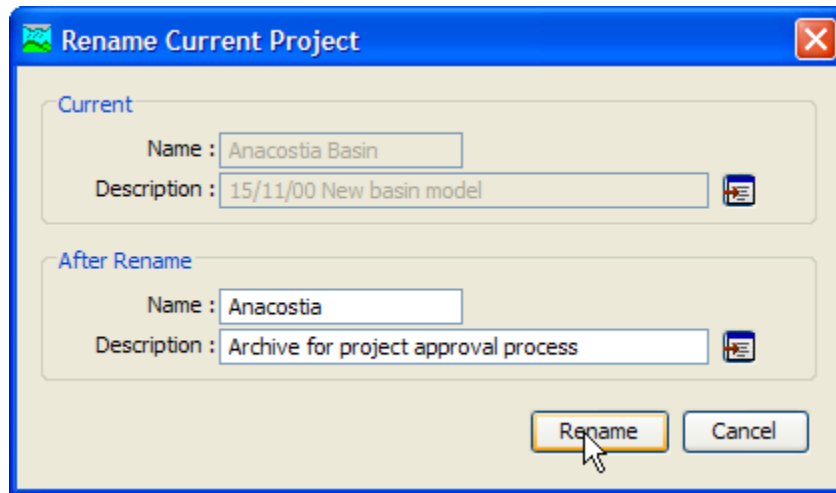 Rename Current Project
Current
Name : Anacostia Basin
Description : 15/11/00 New basin model
After Rename
Name : Anacostia
Description : Archive for project approval process
Rename Cancel